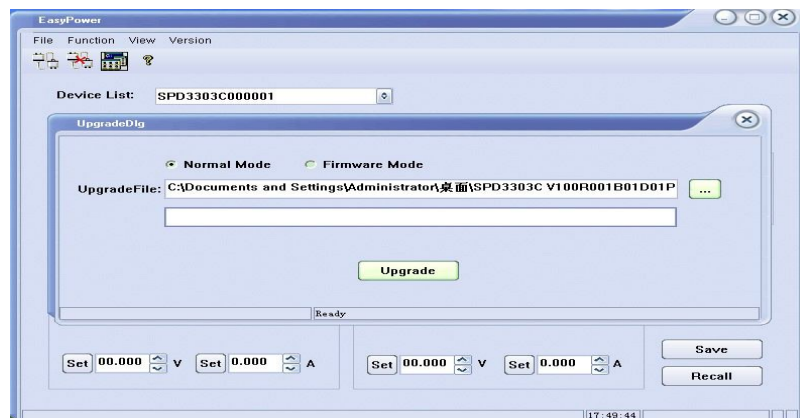 EasyPower
File Function View Version
Device List: SPD3303C000001
UpgradeDlg
Normal Mode Firmware Mode
UpgradeFile: C:\Documents and Settings\Administrator\桌面\SPD3303C V100R001B01D01P ...
Upgrade
Ready
Set 00.000 V Set 0.000 A Set 00.000 V Set 0.000 A
Save
Recall
17:49:44